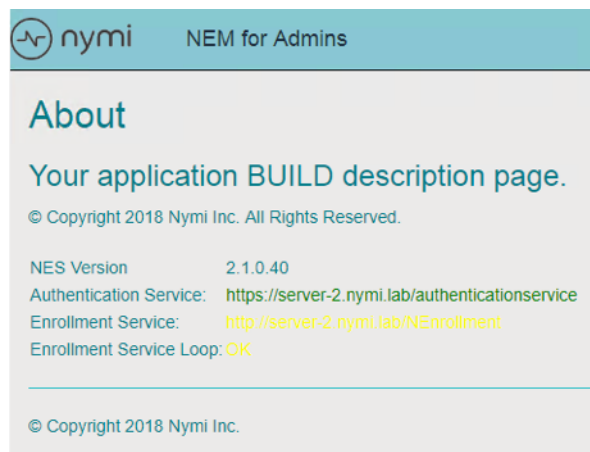 nymi NEM for Admins
About
Your application BUILD description page.
© Copyright 2018 Nymi Inc. All Rights Reserved.
NES Version 2.1.0.40
Authentication Service: https://server-2.nymi.lab/authenticationservice
Enrollment Service: http://server-2.nymi.lab/NEnrollment
Enrollment Service Loop: OK
© Copyright 2018 Nymi Inc.